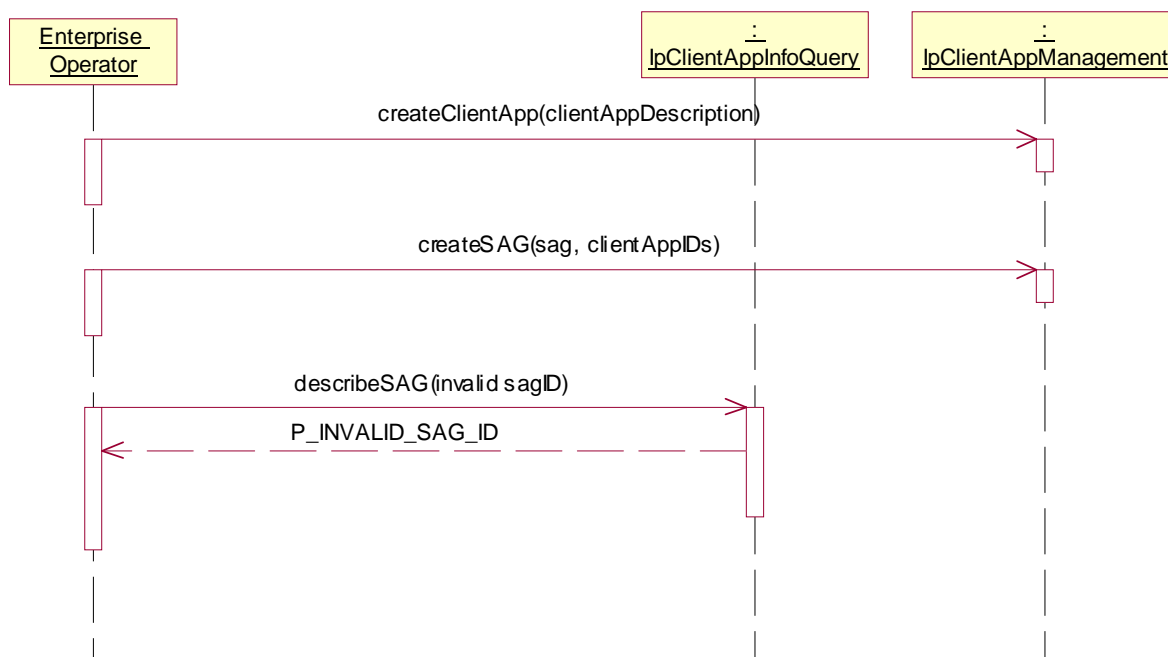 Enterprise
Operator
:
IpClientAppInfoQuery
:
IpClientAppManagement
createClientApp(clientAppDescription)
createSAG(sag, clientAppIDs)
describeSAG(invalid sagID)
P_INVALID_SAG_ID